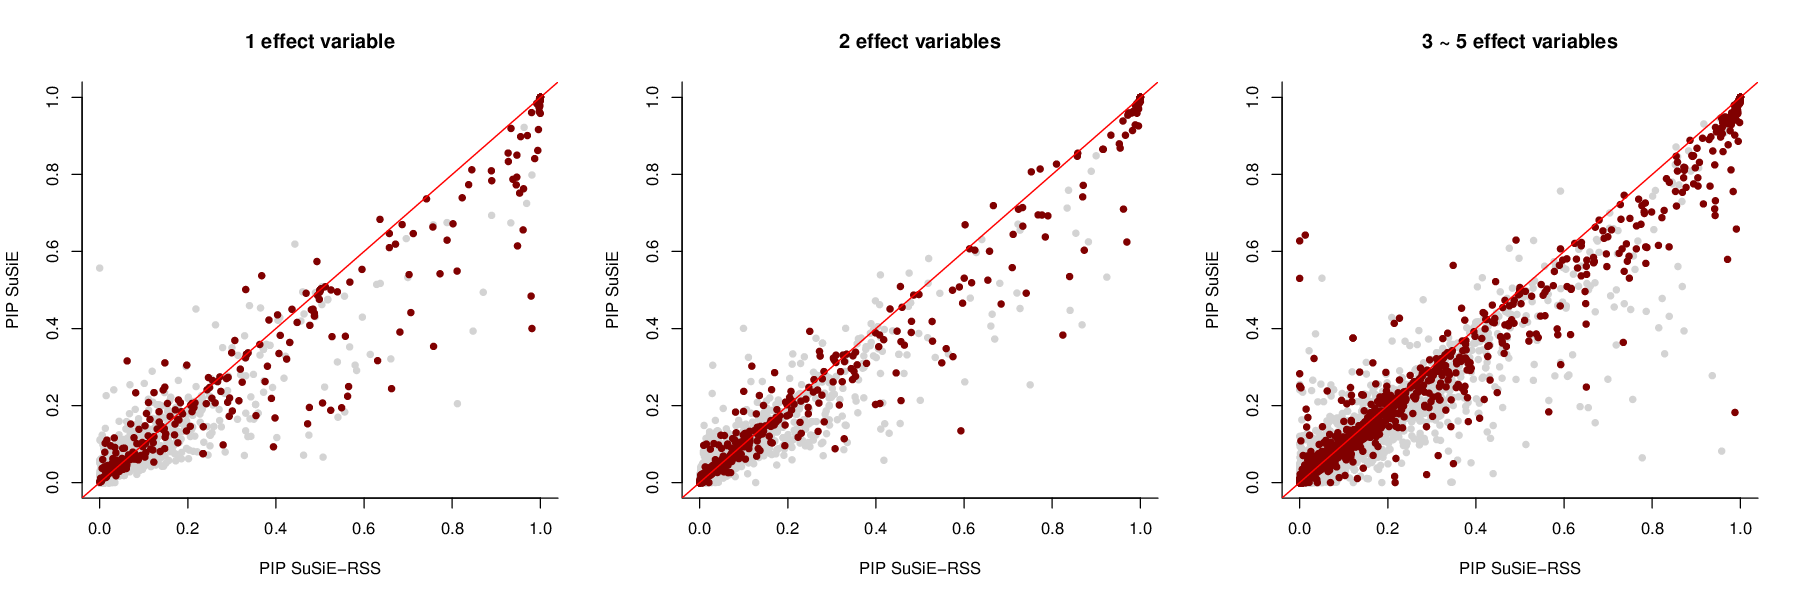 1 effect variable
PIP SuSiE
1.0
0.8
0.6
0.4
0.2
0.0
0.0 0.2 0.4 0.6 0.8 1.0
PIP SuSiE−RSS
2 effect variables
PIP SuSiE
1.0
0.8
0.6
0.4
0.2
0.0
0.0 0.2 0.4 0.6 0.8 1.0
PIP SuSiE−RSS
3 ~ 5 effect variables
PIP SuSiE
1.0
0.8
0.6
0.4
0.2
0.0
0.0 0.2 0.4 0.6 0.8 1.0
PIP SuSiE−RSS